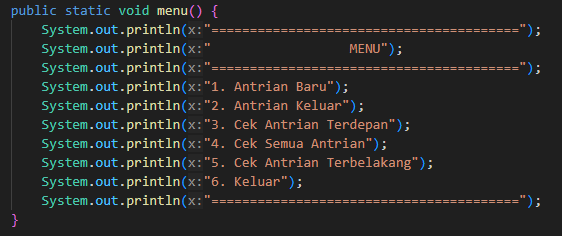 public static void menu() {
    System.out.println(x:"========================================");
    System.out.println(x:"                  MENU");
    System.out.println(x:"========================================");
    System.out.println(x:"1. Antrian Baru");
    System.out.println(x:"2. Antrian Keluar");
    System.out.println(x:"3. Cek Antrian Terdepan");
    System.out.println(x:"4. Cek Semua Antrian");
    System.out.println(x:"5. Cek Antrian Terbelakang");
    System.out.println(x:"6. Keluar");
    System.out.println(x:"========================================");
}